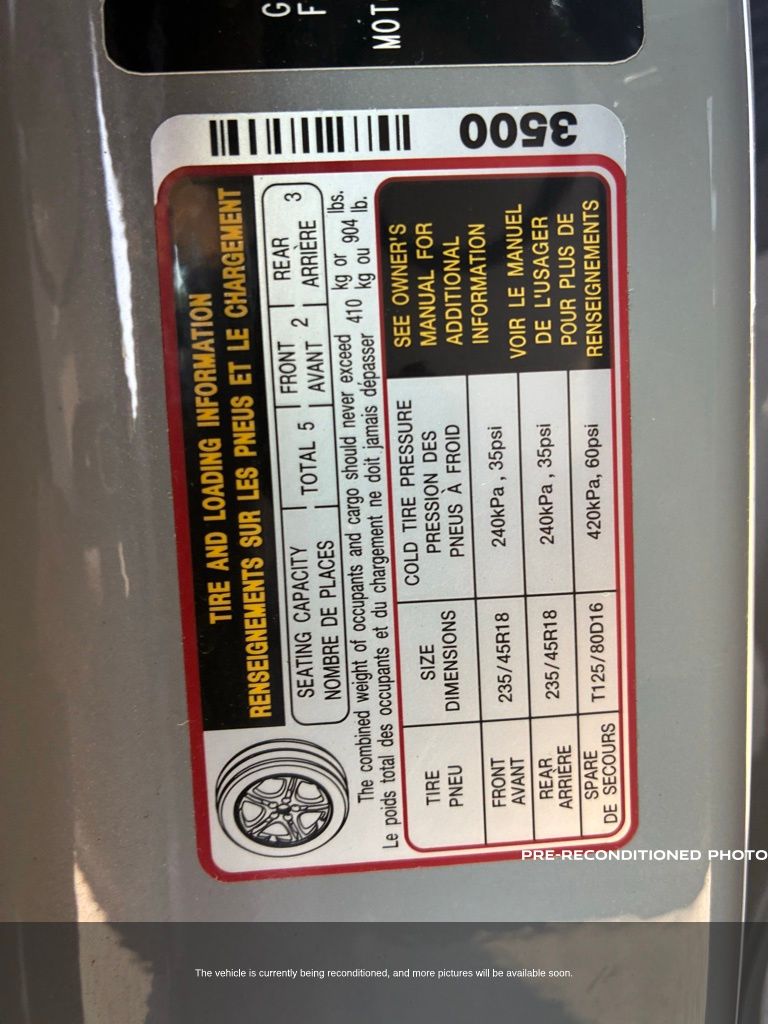 G
F
MOT
3500
TIRE AND LOADING INFORMATION
RENSEIGNEMENTS SUR LES PNEUS ET LE CHARGEMENT
SEATING CAPACITY
NOMBRE DE PLACES
TOTAL 5
FRONT
AVANT 2
REAR
ARRIÈRE 3
The combined weight of occupants and cargo should never exceed 410 kg or lbs.
Le poids total des occupants et du chargement ne doit jamais dépasser kg ou 904 lb.
TIRE
PNEU
SIZE
DIMENSIONS
COLD TIRE PRESSURE
PRESSION DES
PNEUS À FROID
SEE OWNER'S
MANUAL FOR
ADDITIONAL
INFORMATION
VOIR LE MANUEL
DE L'USAGER
POUR PLUS DE
RENSEIGNEMENTS
FRONT
AVANT
235/45R18
240kPa, 35psi
REAR
ARRIÈRE
235/45R18
240kPa, 35psi
SPARE
DE SECOURS
T125/80D16
420kPa, 60psi
PRE-RECONDITIONED PHOTO
The vehicle is currently being reconditioned, and more pictures will be available soon.